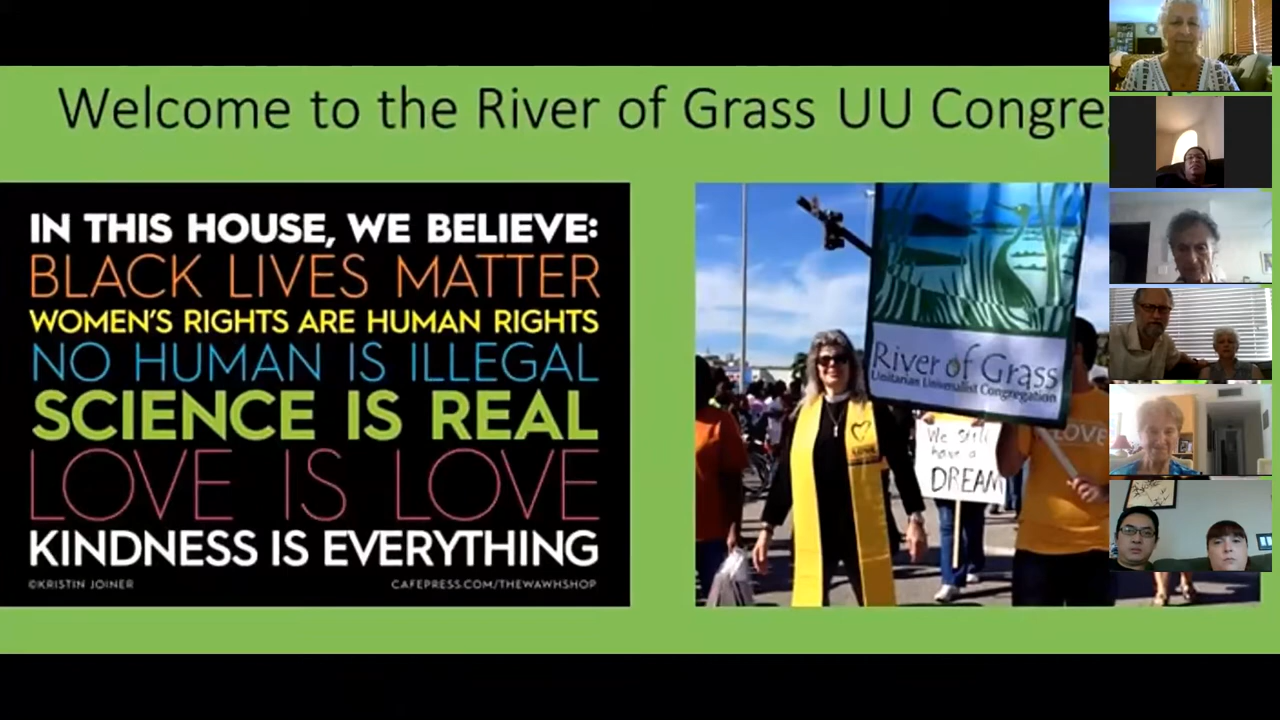 Welcome to the River of Grass UU Congre
IN THIS HOUSE, WE BELIEVE:
BLACK LIVES MATTER
WOMEN'S RIGHTS ARE HUMAN RIGHTS
NO HUMAN IS ILLEGAL
SCIENCE IS REAL
LOVE IS LOVE
KINDNESS IS EVERYTHING
©KRISTIN JOINER
CAFEPRESS.COM/THEWAWHSHOP
River of Grass
Unitarian Universalist Congregation
We still
have a
DREAM
LOVE